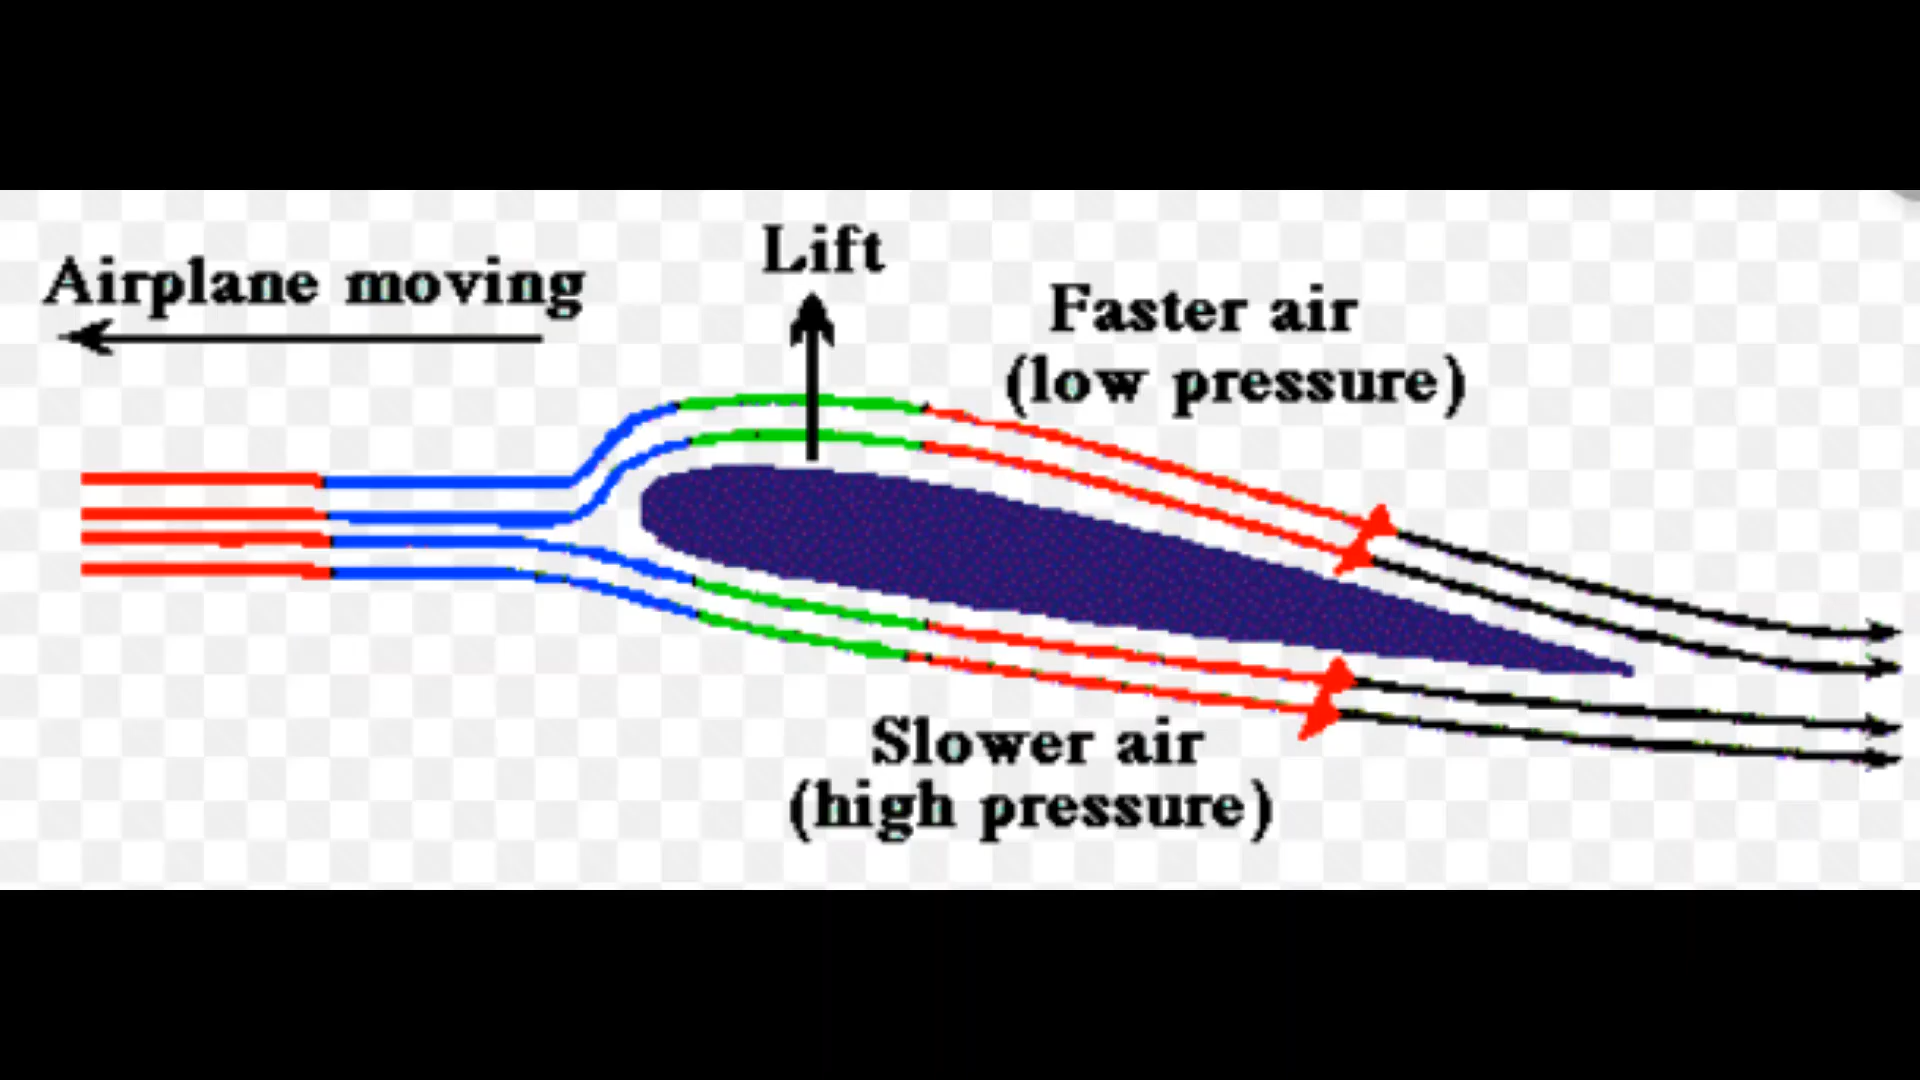 Airplane moving
Lift
Faster air
(low pressure)
Slower air
(high pressure)